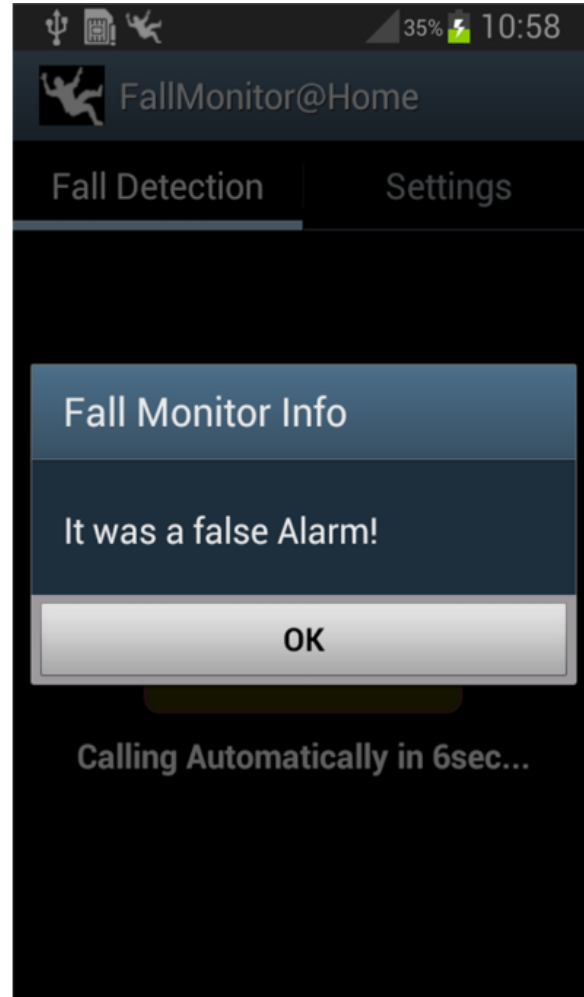 35% 10:58
FallMonitor@Home
Fall Detection Settings
Fall Monitor Info
It was a false Alarm!
OK
Calling Automatically in 6sec...